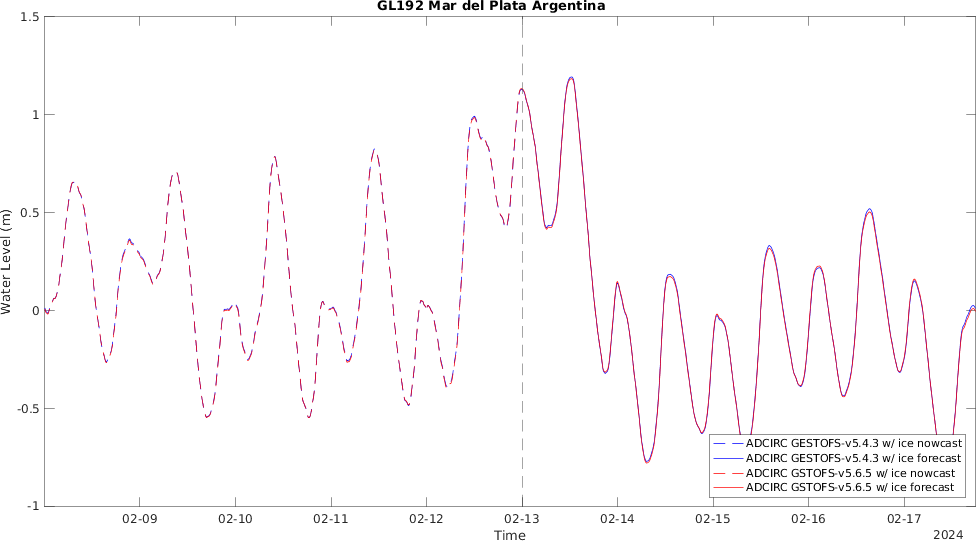 GL192 Mar del Plata Argentina
1.5
1
0.5
0
-0.5
-1
Water Level (m)
02-09 02-10 02-11 02-12 02-13 02-14 02-15 02-16 02-17
Time
2024
ADCIRC GESTOFS-v5.4.3 w/ ice nowcast
ADCIRC GESTOFS-v5.4.3 w/ ice forecast
ADCIRC GSTOFS-v5.6.5 w/ ice nowcast
ADCIRC GSTOFS-v5.6.5 w/ ice forecast